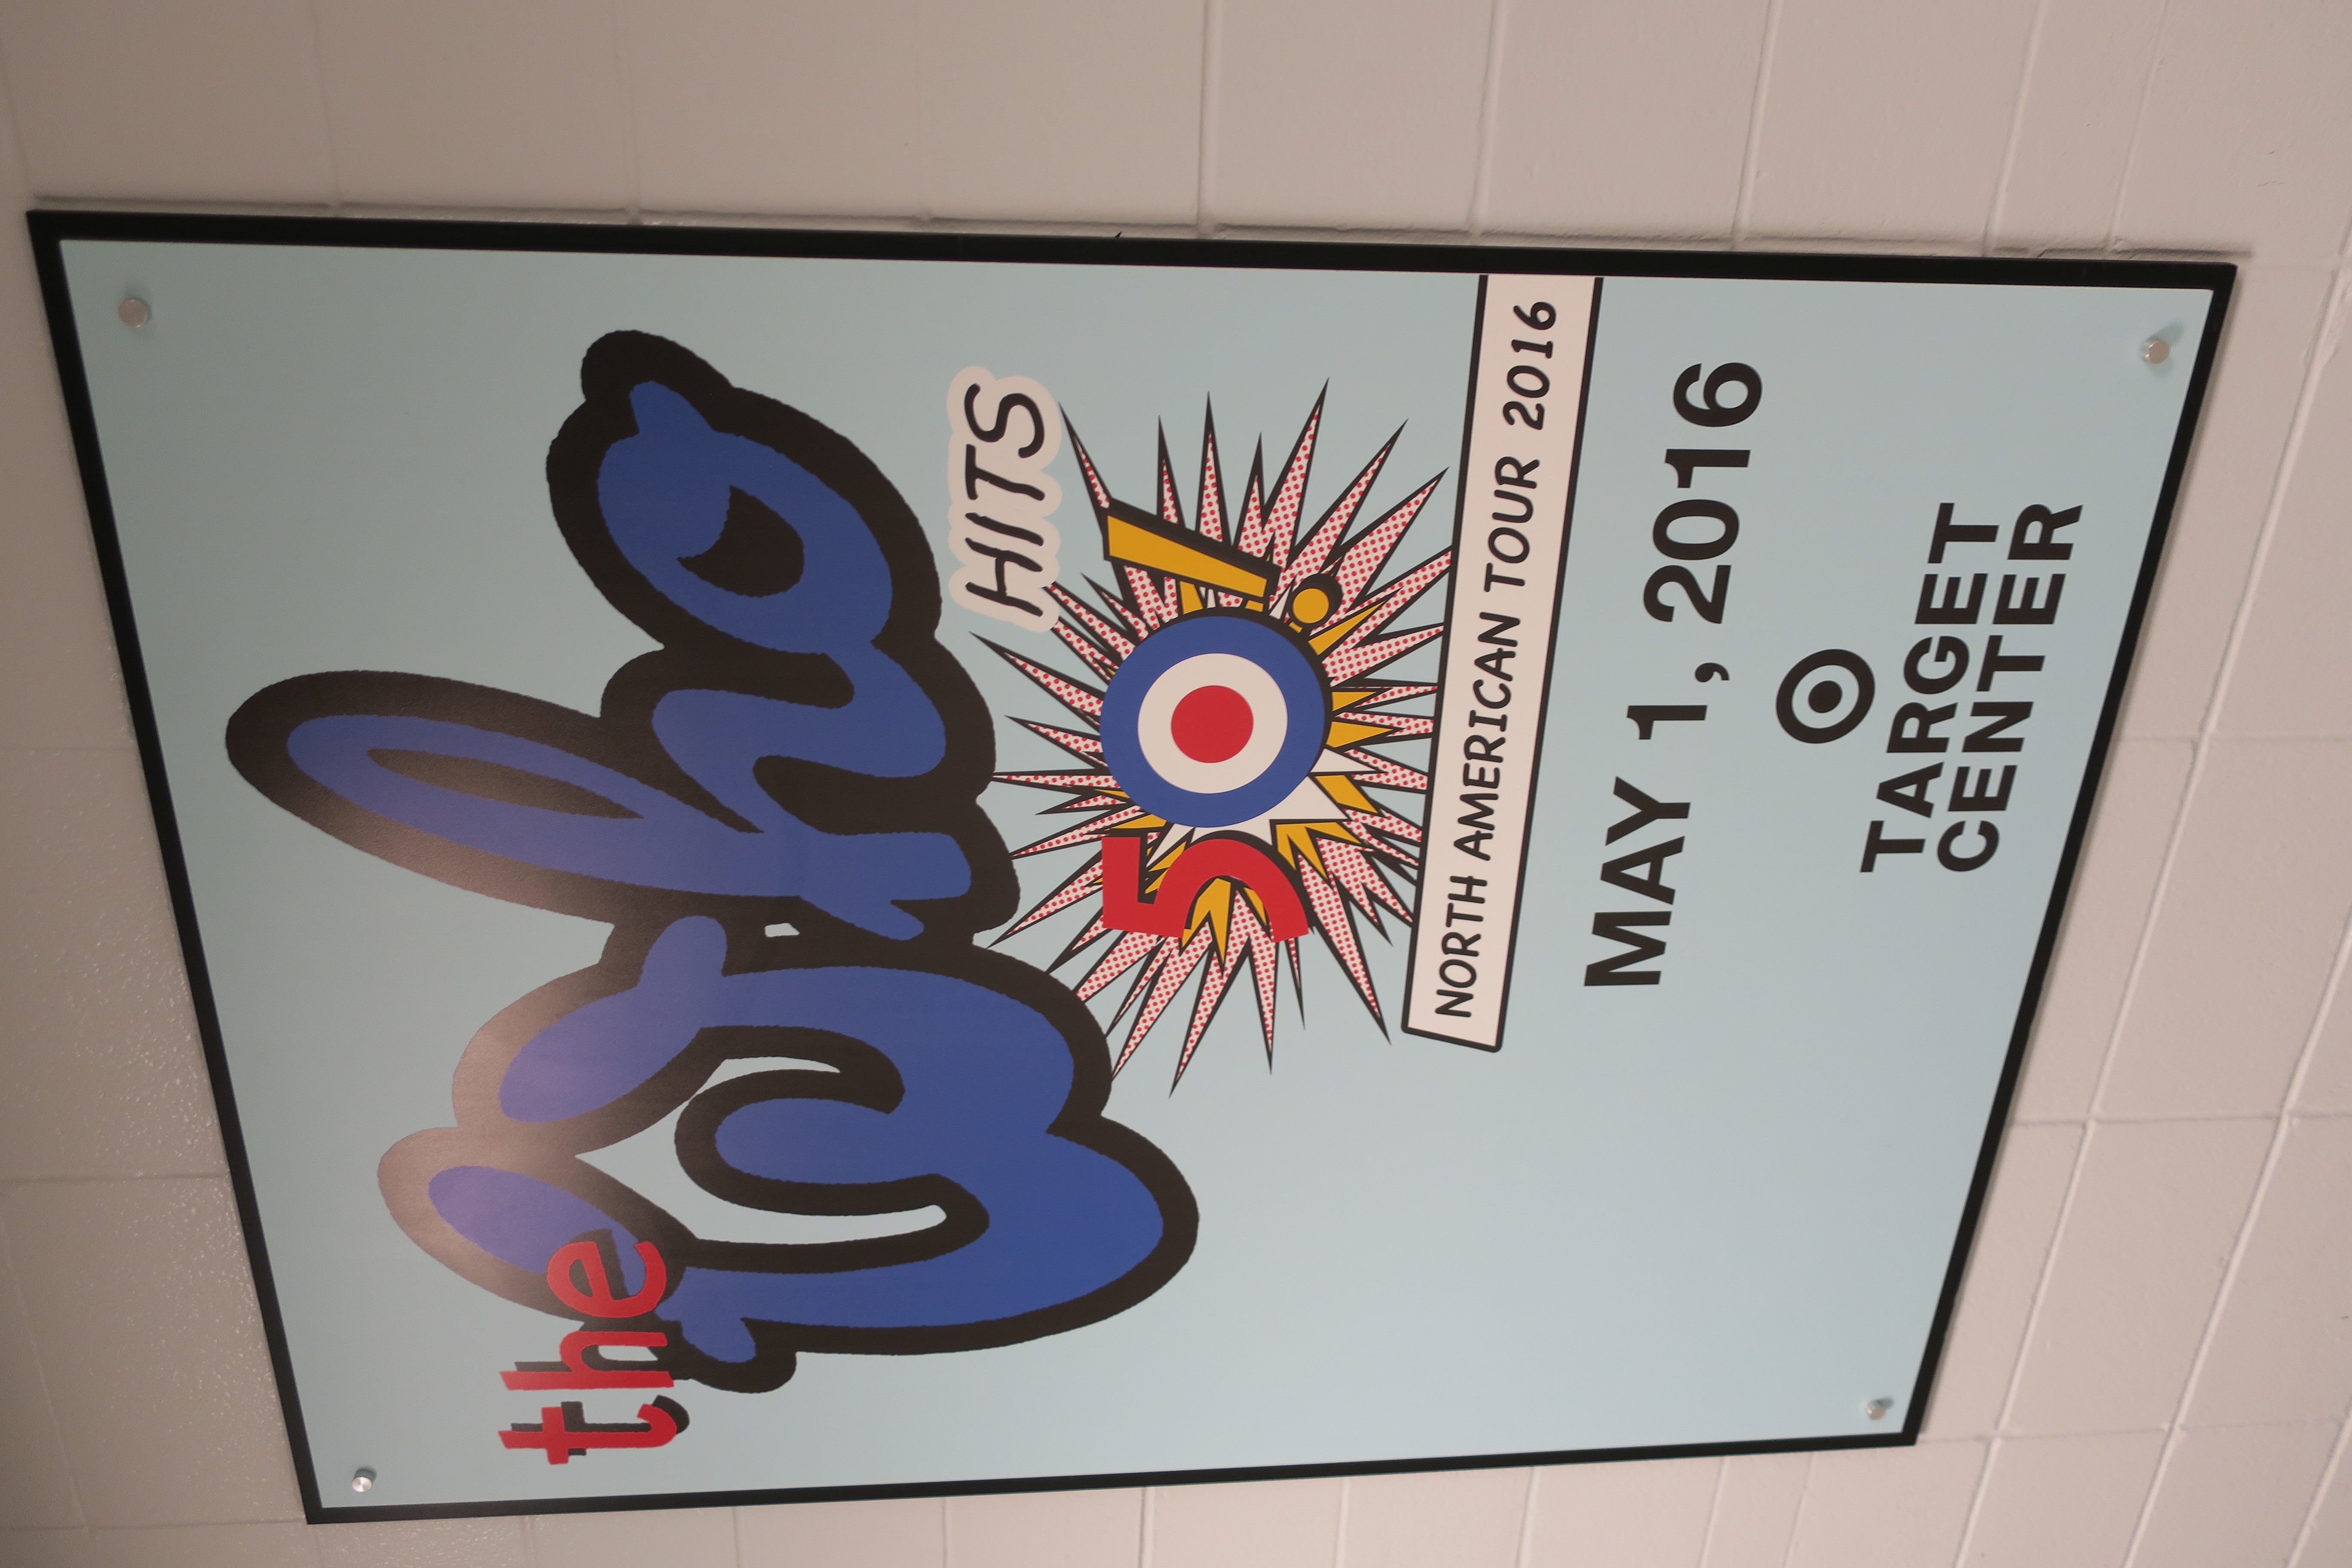 the
Who
HITS
50!
NORTH AMERICAN TOUR 2016
MAY 1, 2016
TARGET
CENTER